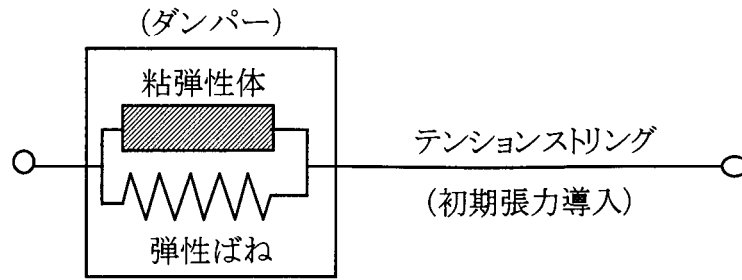 (ダンパー)
粘弾性体
テンションストリング
(初期張力導入)
弾性ばね